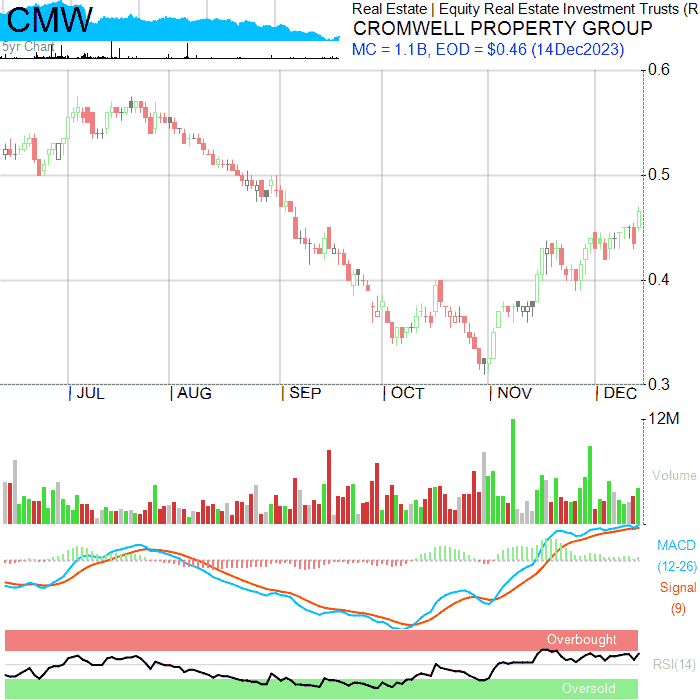 CMW
5yr Chart
Real Estate | Equity Real Estate Investment Trusts (R
CROMWELL PROPERTY GROUP
MC = 1.1B, EOD = $0.46 (14Dec2023)
0.6
0.5
0.4
0.3
| JUL | AUG | SEP | OCT | NOV | DEC
12M
Volume
MACD
(12-26)
Signal
(9)
Overbought
RSI(14)
Oversold